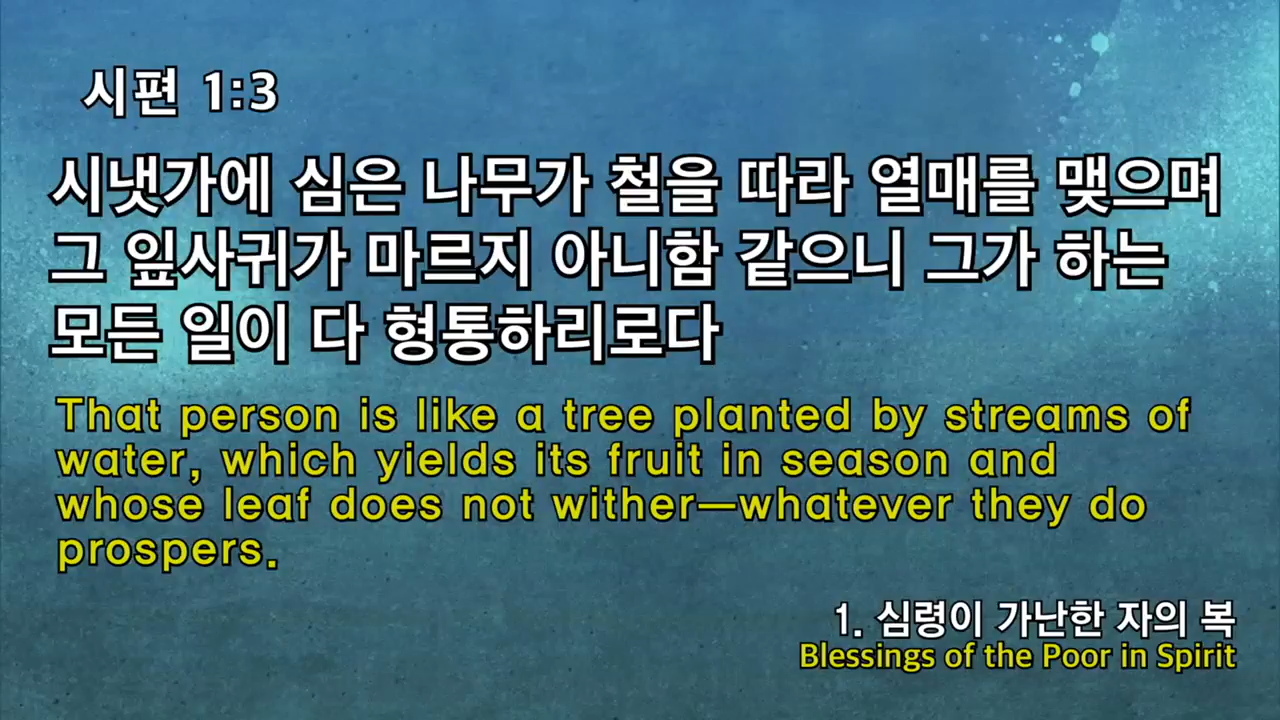 시편 1:3
시냇가에 심은 나무가 철을 따라 열매를 맺으며
그 잎사귀가 마르지 아니함 같으니 그가 하는
모든 일이 다 형통하리로다
That person is like a tree planted by streams of
water, which yields its fruit in season and
whose leaf does not wither—whatever they do
prospers.
1. 심령이 가난한 자의 복
Blessings of the Poor in Spirit